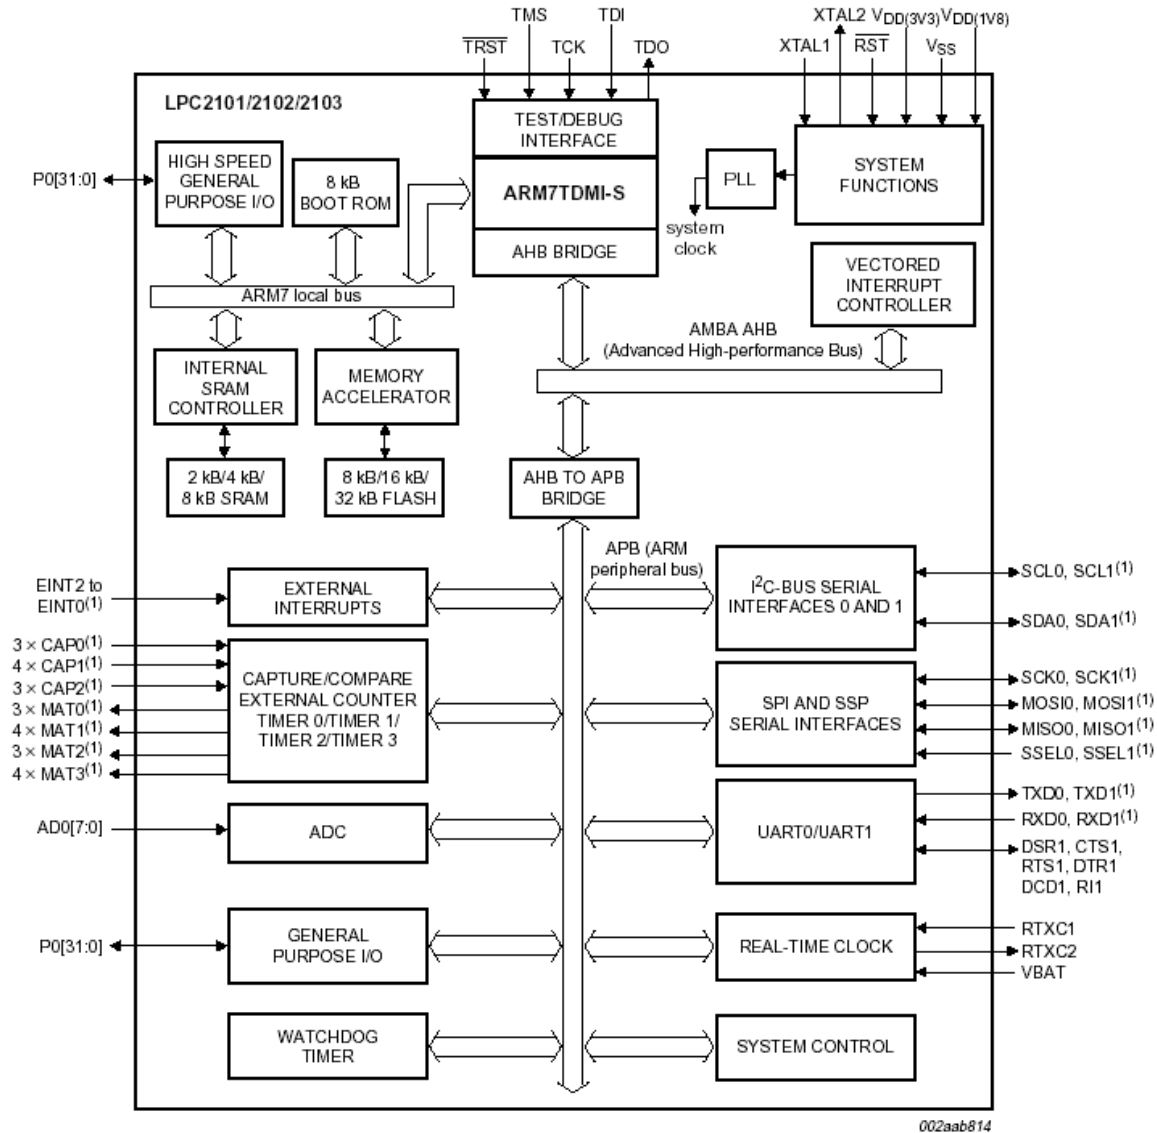 TMS TDI XTAL2 VDD(3V3) VDD(1V8)
TRST TCK TDO XTAL1 RST VSS
LPC2101/2102/2103
P0[31:0]
HIGH SPEED
GENERAL
PURPOSE I/O
8 kB
BOOT ROM
TEST/DEBUG
INTERFACE
ARM7TDMI-S
AHB BRIDGE
PLL
system
clock
SYSTEM
FUNCTIONS
VECTORED
INTERRUPT
CONTROLLER
ARM7 local bus
AMBA AHB
(Advanced High-performance Bus)
INTERNAL
SRAM
CONTROLLER
MEMORY
ACCELERATOR
2 kB/4 kB/
8 kB SRAM
8 kB/16 kB/
32 kB FLASH
AHB TO APB
BRIDGE
APB (ARM
peripheral bus)
EINT2 to
EINT0(1)
EXTERNAL
INTERRUPTS
I2C-BUS SERIAL
INTERFACES 0 AND 1
SCL0, SCL1(1)
SDA0, SDA1(1)
3 × CAP0(1)
4 × CAP1(1)
3 × CAP2(1)
3 × MAT0(1)
4 × MAT1(1)
3 × MAT2(1)
4 × MAT3(1)
CAPTURE/COMPARE
EXTERNAL COUNTER
TIMER 0/TIMER 1/
TIMER 2/TIMER 3
SPI AND SSP
SERIAL INTERFACES
SCK0, SCK1(1)
MOSI0, MOSI1(1)
MISO0, MISO1(1)
SSEL0, SSEL1(1)
AD0[7:0]
ADC
UART0/UART1
TXD0, TXD1(1)
RXD0, RXD1(1)
DSR1, CTS1,
RTS1, DTR1
DCD1, RI1
P0[31:0]
GENERAL
PURPOSE I/O
REAL-TIME CLOCK
RTXC1
RTXC2
VBAT
WATCHDOG
TIMER
SYSTEM CONTROL
002aab814